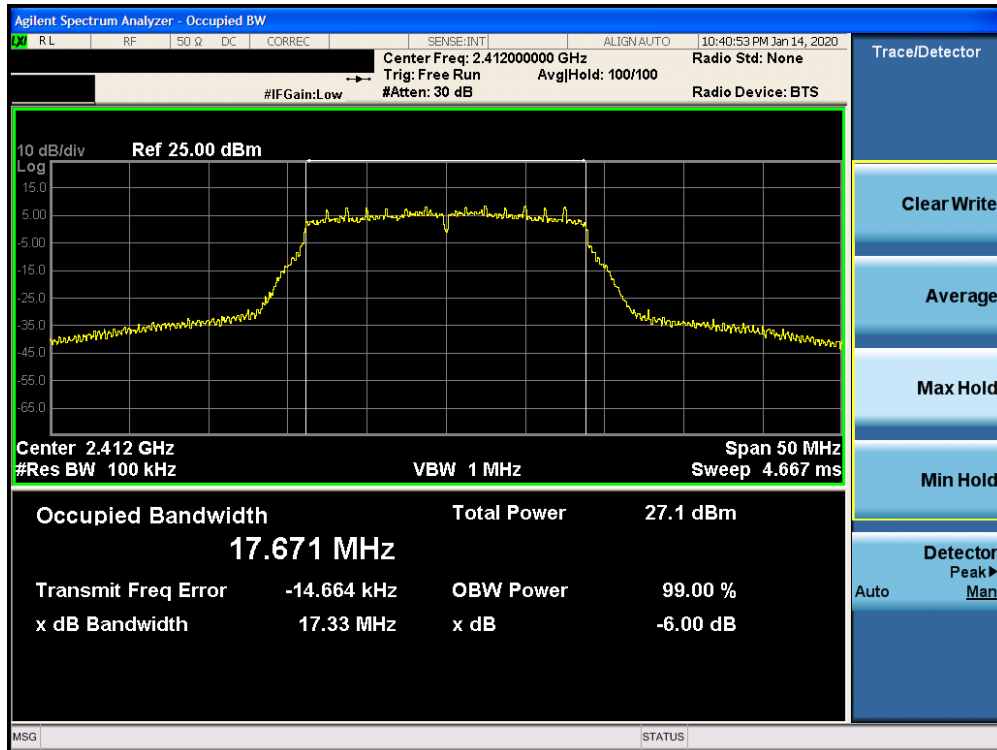 Agilent Spectrum Analyzer - Occupied BW
LXI RL RF 50 Ω DC CORREC SENSE:INT ALIGN AUTO 10:40:53 PM Jan 14, 2020
Center Freq: 2.412000000 GHz Radio Std: None
Trig: Free Run Avg|Hold: 100/100
#IFGain:Low #Atten: 30 dB Radio Device: BTS
10 dB/div Ref 25.00 dBm
Log
15.0
5.00
-5.00
-15.0
-25.0
-35.0
-45.0
-55.0
-65.0
Center 2.412 GHz Span 50 MHz
#Res BW 100 kHz VBW 1 MHz Sweep 4.667 ms
Occupied Bandwidth Total Power 27.1 dBm
17.671 MHz
Transmit Freq Error -14.664 kHz OBW Power 99.00 %
x dB Bandwidth 17.33 MHz x dB -6.00 dB
MSG STATUS
Trace/Detector
Clear Write
Average
Max Hold
Min Hold
Detector
Peak▶
Auto Man